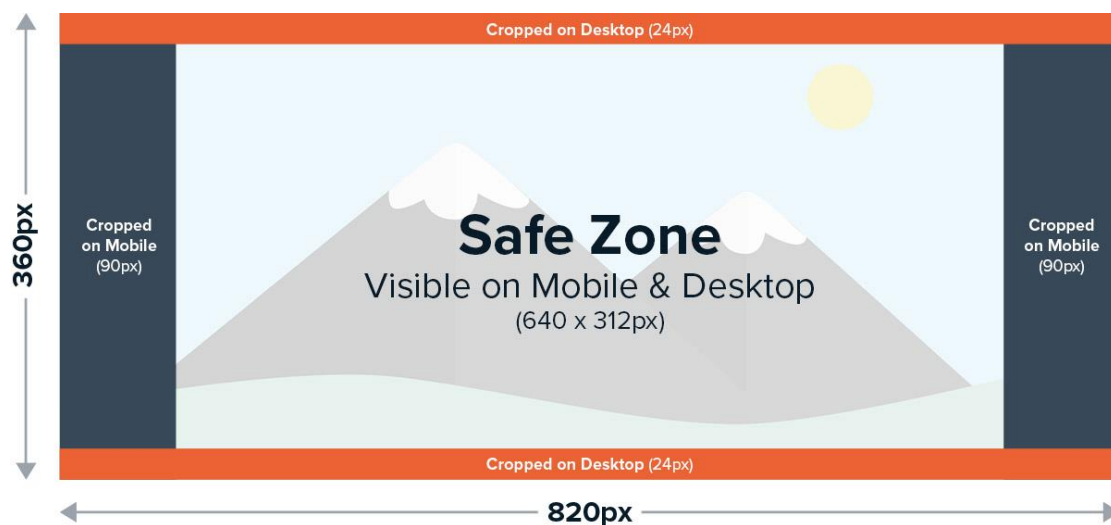 Cropped on Desktop (24px)
360px
Cropped
on Mobile
(90px)
Safe Zone
Visible on Mobile & Desktop
(640 x 312px)
Cropped
on Mobile
(90px)
Cropped on Desktop (24px)
820px